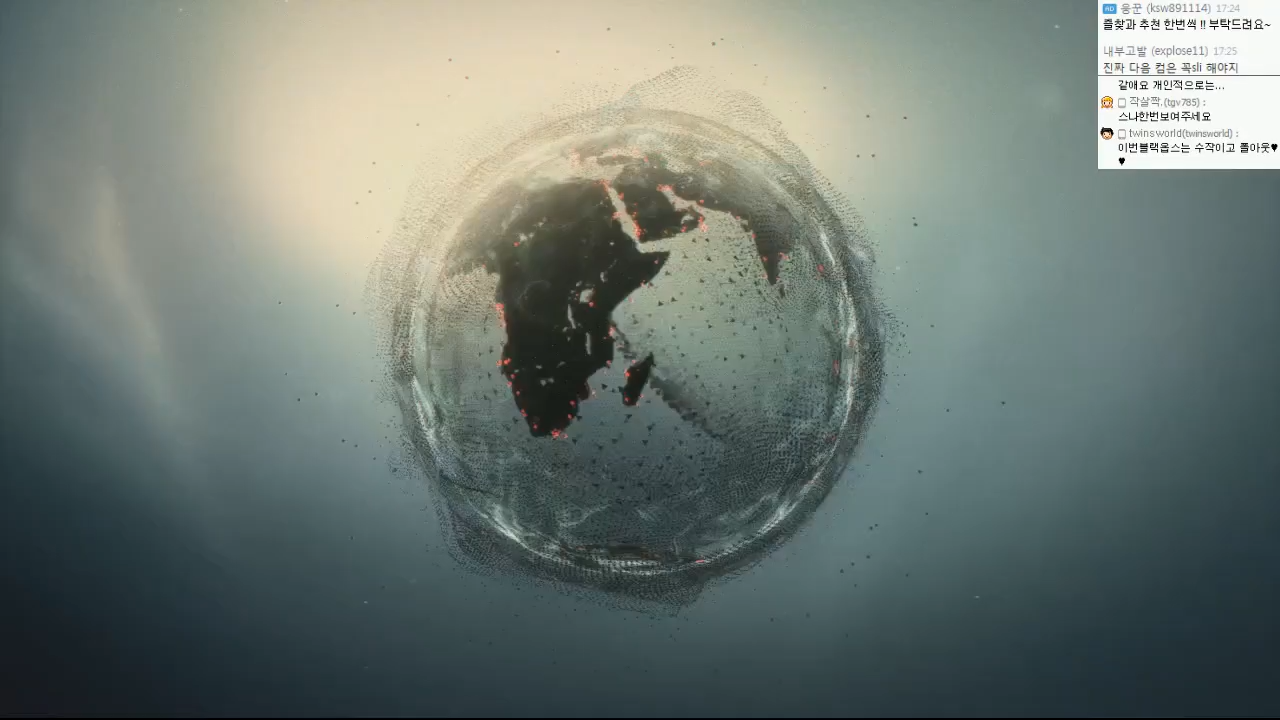 AD 웅꾼 (ksw891114) 17:24
즐찾과 추천 한번씩 !! 부탁드려요~
내부고발 (explose11) 17:25
진짜 다음 컴은 꼭sli 해야지
같애요 개인적으로는...
작살짝.(tgv785) :
스나한번보여주세요
twinsworld(twinsworld) :
이번블랙옵스는 수작이고 졸아웃♥
♥